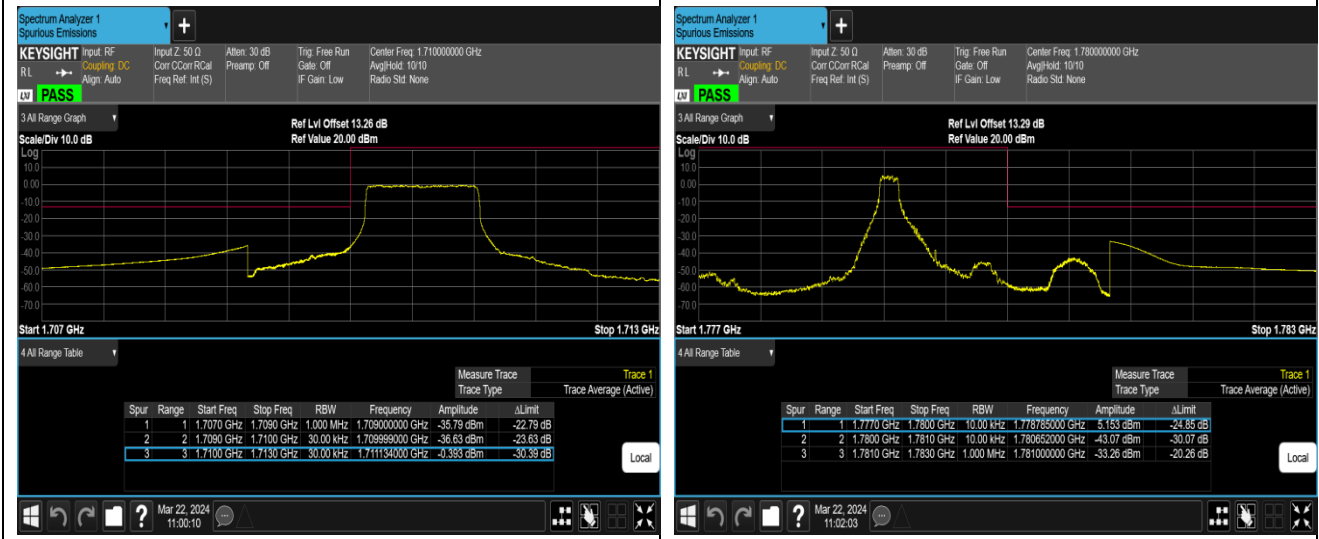 Spectrum Analyzer 1
Spurious Emissions
+
KEYSIGHT Input: RF Input Z: 50 Ω Atten: 30 dB Trig: Free Run Center Freq: 1.710000000 GHz
RL Coupling: DC Corr CCorr RCal Preamp: Off Gate: Off Avg|Hold: 10/10
Align: Auto Freq Ref: Int (S) IF Gain: Low Radio Std: None
LXI PASS
3 All Range Graph
Ref Lvl Offset 13.26 dB
Scale/Div 10.0 dB Ref Value 20.00 dBm
Log
10.0
0.00
-10.0
-20.0
-30.0
-40.0
-50.0
-60.0
-70.0
Start 1.707 GHz Stop 1.713 GHz
4 All Range Table
Measure Trace Trace 1
Trace Type Trace Average (Active)
Spur Range Start Freq Stop Freq RBW Frequency Amplitude ΔLimit
1 1 1.7070 GHz 1.7090 GHz 1.000 MHz 1.709000000 GHz -35.79 dBm -22.79 dB
2 2 1.7090 GHz 1.7100 GHz 30.00 kHz 1.709999000 GHz -36.63 dBm -23.63 dB
3 3 1.7100 GHz 1.7130 GHz 30.00 kHz 1.711134000 GHz -0.393 dBm -30.39 dB
Local
? Mar 22, 2024
11:00:10
Spectrum Analyzer 1
Spurious Emissions
+
KEYSIGHT Input: RF Input Z: 50 Ω Atten: 30 dB Trig: Free Run Center Freq: 1.780000000 GHz
RL Coupling: DC Corr CCorr RCal Preamp: Off Gate: Off Avg|Hold: 10/10
Align: Auto Freq Ref: Int (S) IF Gain: Low Radio Std: None
LXI PASS
3 All Range Graph
Ref Lvl Offset 13.29 dB
Scale/Div 10.0 dB Ref Value 20.00 dBm
Log
10.0
0.00
-10.0
-20.0
-30.0
-40.0
-50.0
-60.0
-70.0
Start 1.777 GHz Stop 1.783 GHz
4 All Range Table
Measure Trace Trace 1
Trace Type Trace Average (Active)
Spur Range Start Freq Stop Freq RBW Frequency Amplitude ΔLimit
1 1 1.7770 GHz 1.7800 GHz 10.00 kHz 1.778785000 GHz 5.153 dBm -24.85 dB
2 2 1.7800 GHz 1.7810 GHz 10.00 kHz 1.780652000 GHz -43.07 dBm -30.07 dB
3 3 1.7810 GHz 1.7830 GHz 1.000 MHz 1.781000000 GHz -33.26 dBm -20.26 dB
Local
? Mar 22, 2024
11:02:03